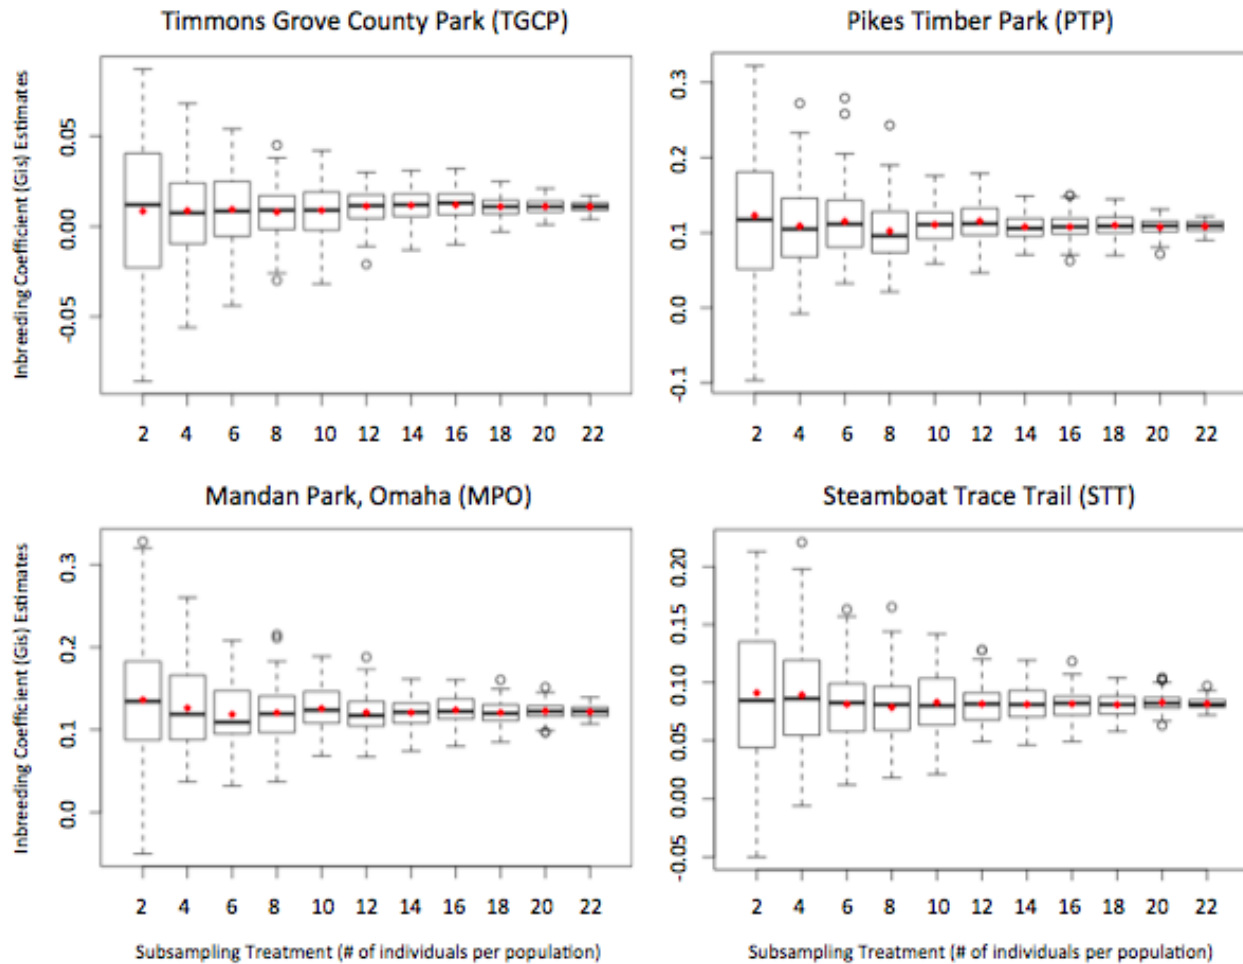 Timmons Grove County Park (TGCP)
Inbreeding Coefficient (Gis) Estimates
0.05
0.00
-0.05
2 4 6 8 10 12 14 16 18 20 22
Pikes Timber Park (PTP)
0.3
0.2
0.1
0.0
-0.1
2 4 6 8 10 12 14 16 18 20 22
Mandan Park, Omaha (MPO)
Inbreeding Coefficient (Gis) Estimates
0.3
0.2
0.1
0.0
2 4 6 8 10 12 14 16 18 20 22
Subsampling Treatment (# of individuals per population)
Steamboat Trace Trail (STT)
0.20
0.15
0.10
0.05
0.00
-0.05
2 4 6 8 10 12 14 16 18 20 22
Subsampling Treatment (# of individuals per population)